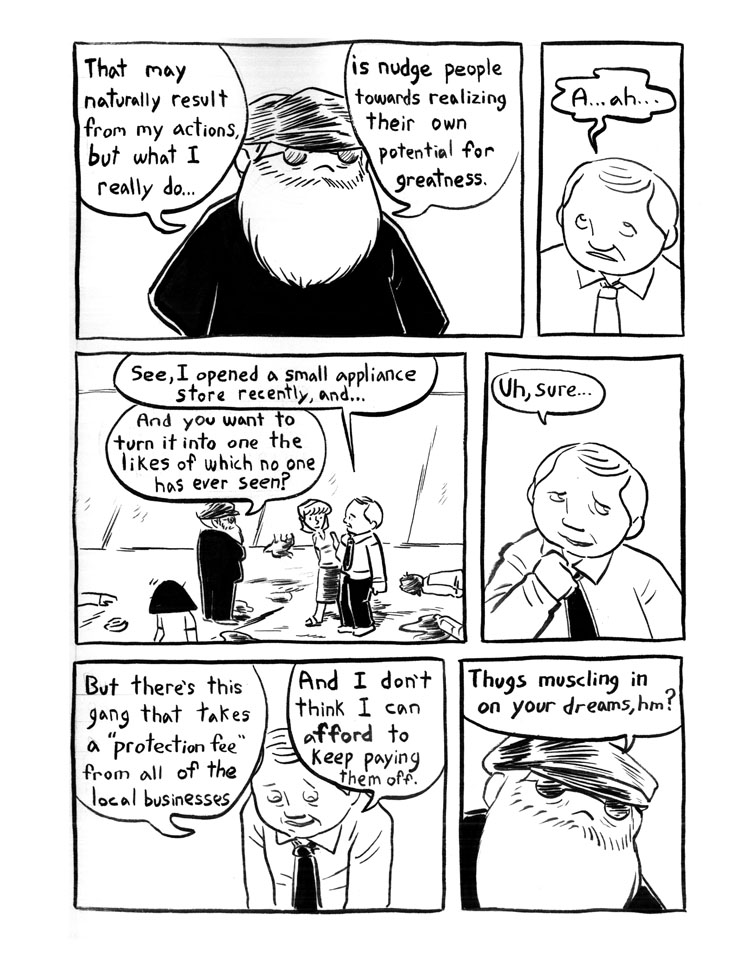 That may
naturally result
from my actions,
but what I
really do...
is nudge people
towards realizing
their own
potential for
greatness.
A...ah...
See, I opened a small appliance
store recently, and...
And you want to
turn it into one the
likes of which no one
has ever seen?
Uh, sure...
But there's this
gang that takes
a "protection fee"
from all of the
local businesses
And I don't
think I can
afford to
keep paying
them off.
Thugs muscling in
on your dreams, hm?